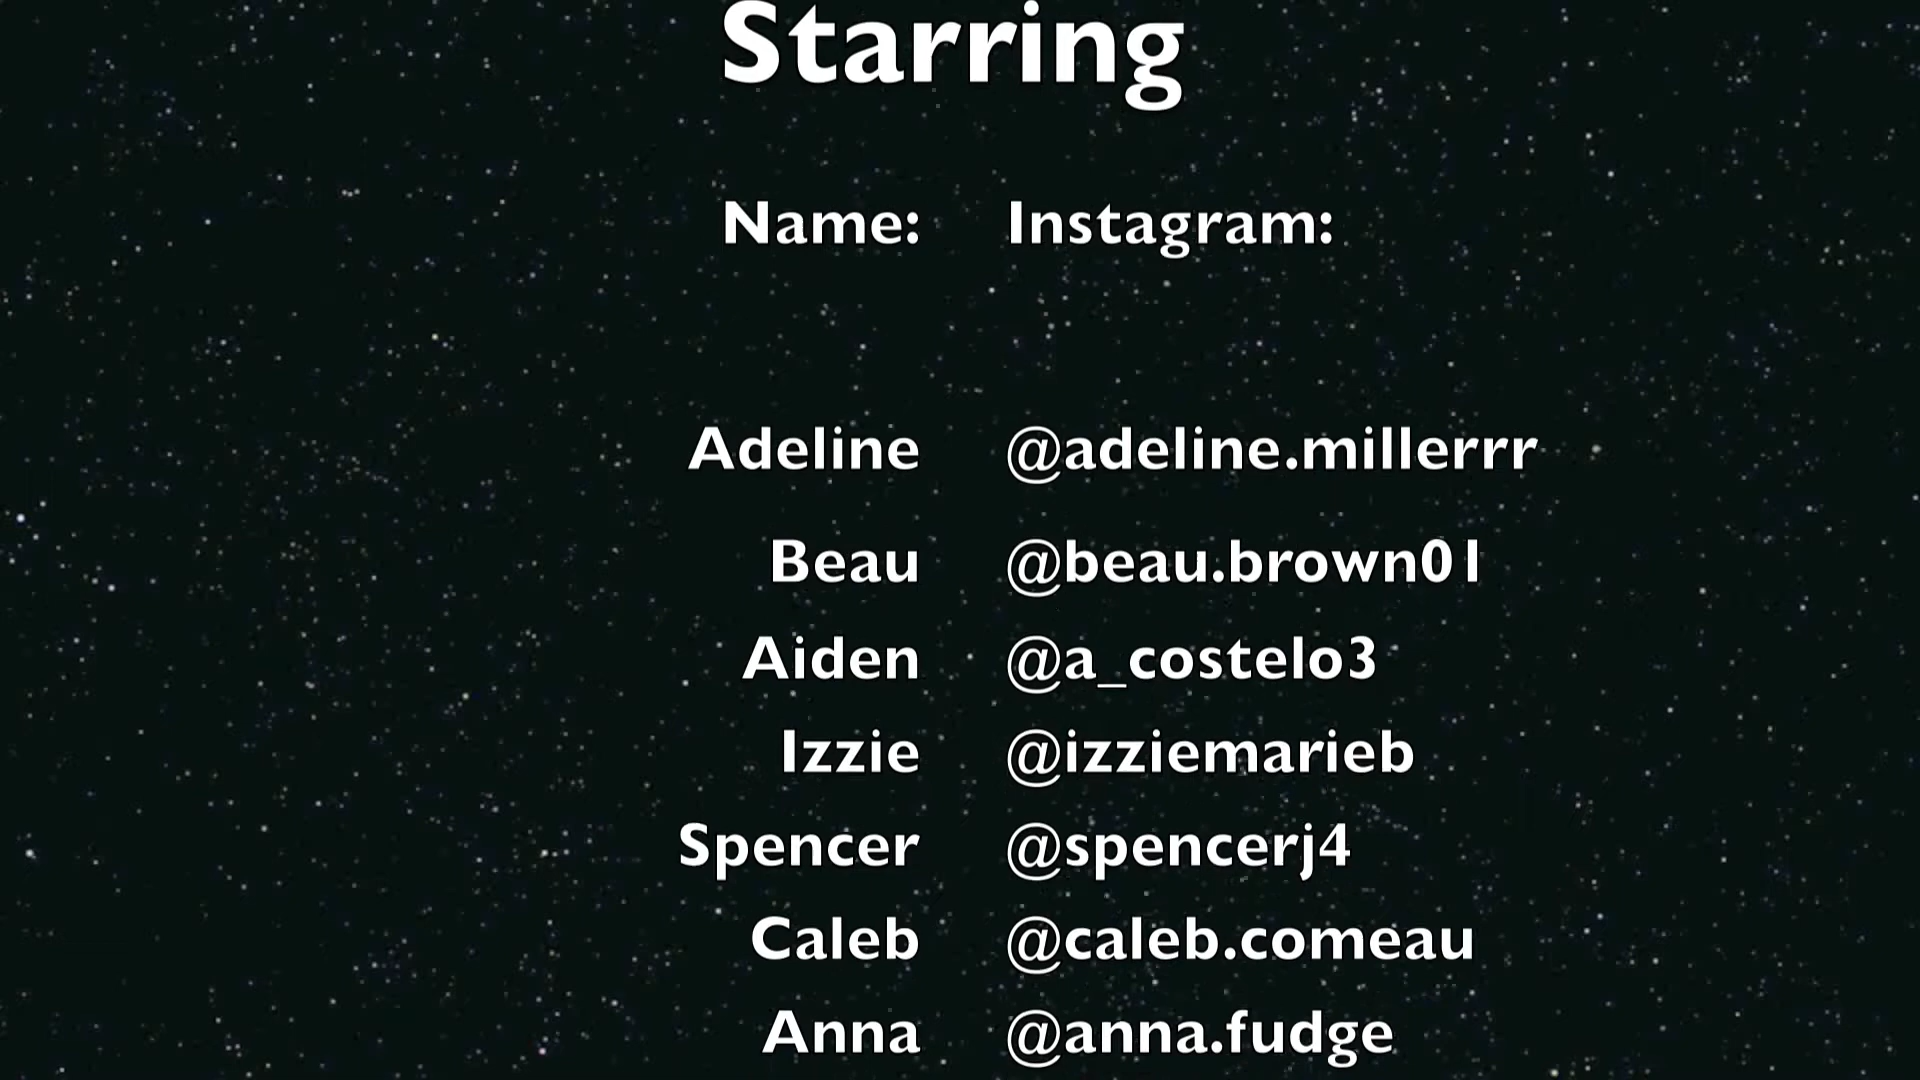 Starring
Name: Instagram:
Adeline @adeline.millerrr
Beau @beau.brown01
Aiden @a_costelo3
Izzie @izziemarieb
Spencer @spencerj4
Caleb @caleb.comeau
Anna @anna.fudge